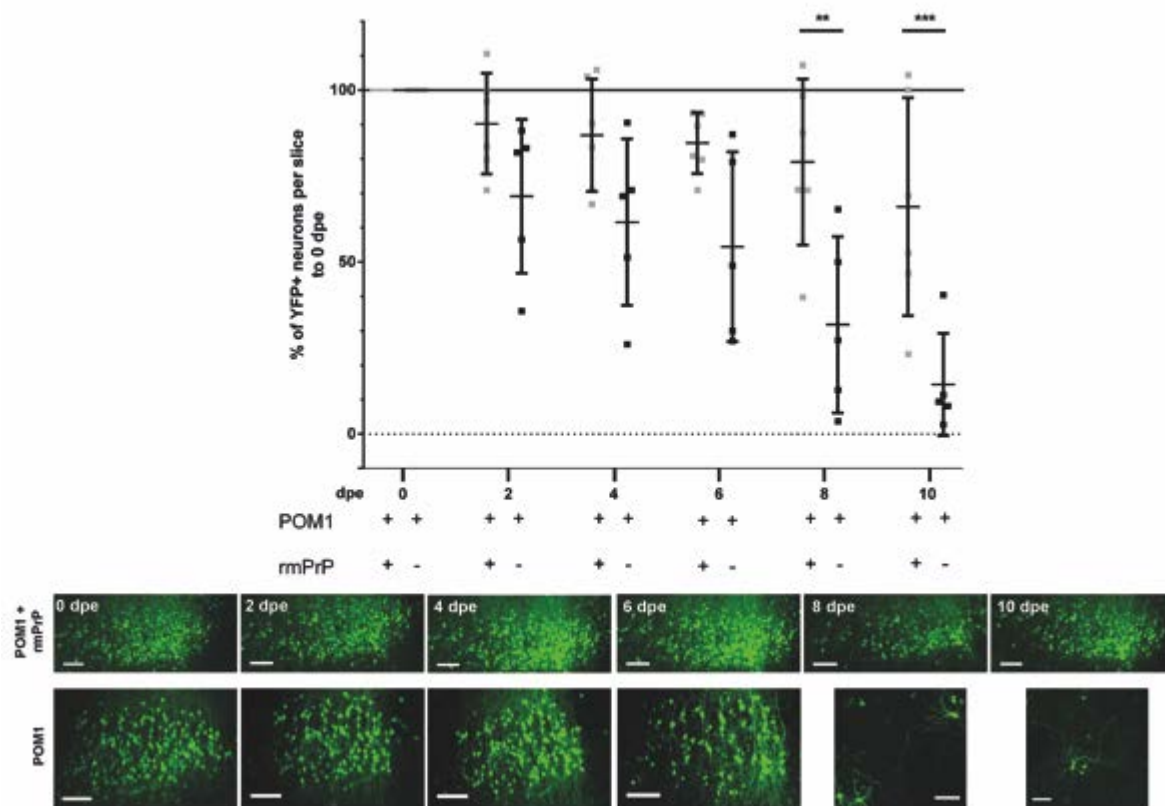 ** ***
100
50
0
% of YFP+ neurons per slice
to 0 dpe
dpe 0 2 4 6 8 10
POM1 + + + + + + + + + + + +
rmPrP + - + - + - + - + - + -
POM1 +
rmPrP
0 dpe 2 dpe 4 dpe 6 dpe 8 dpe 10 dpe
POM1